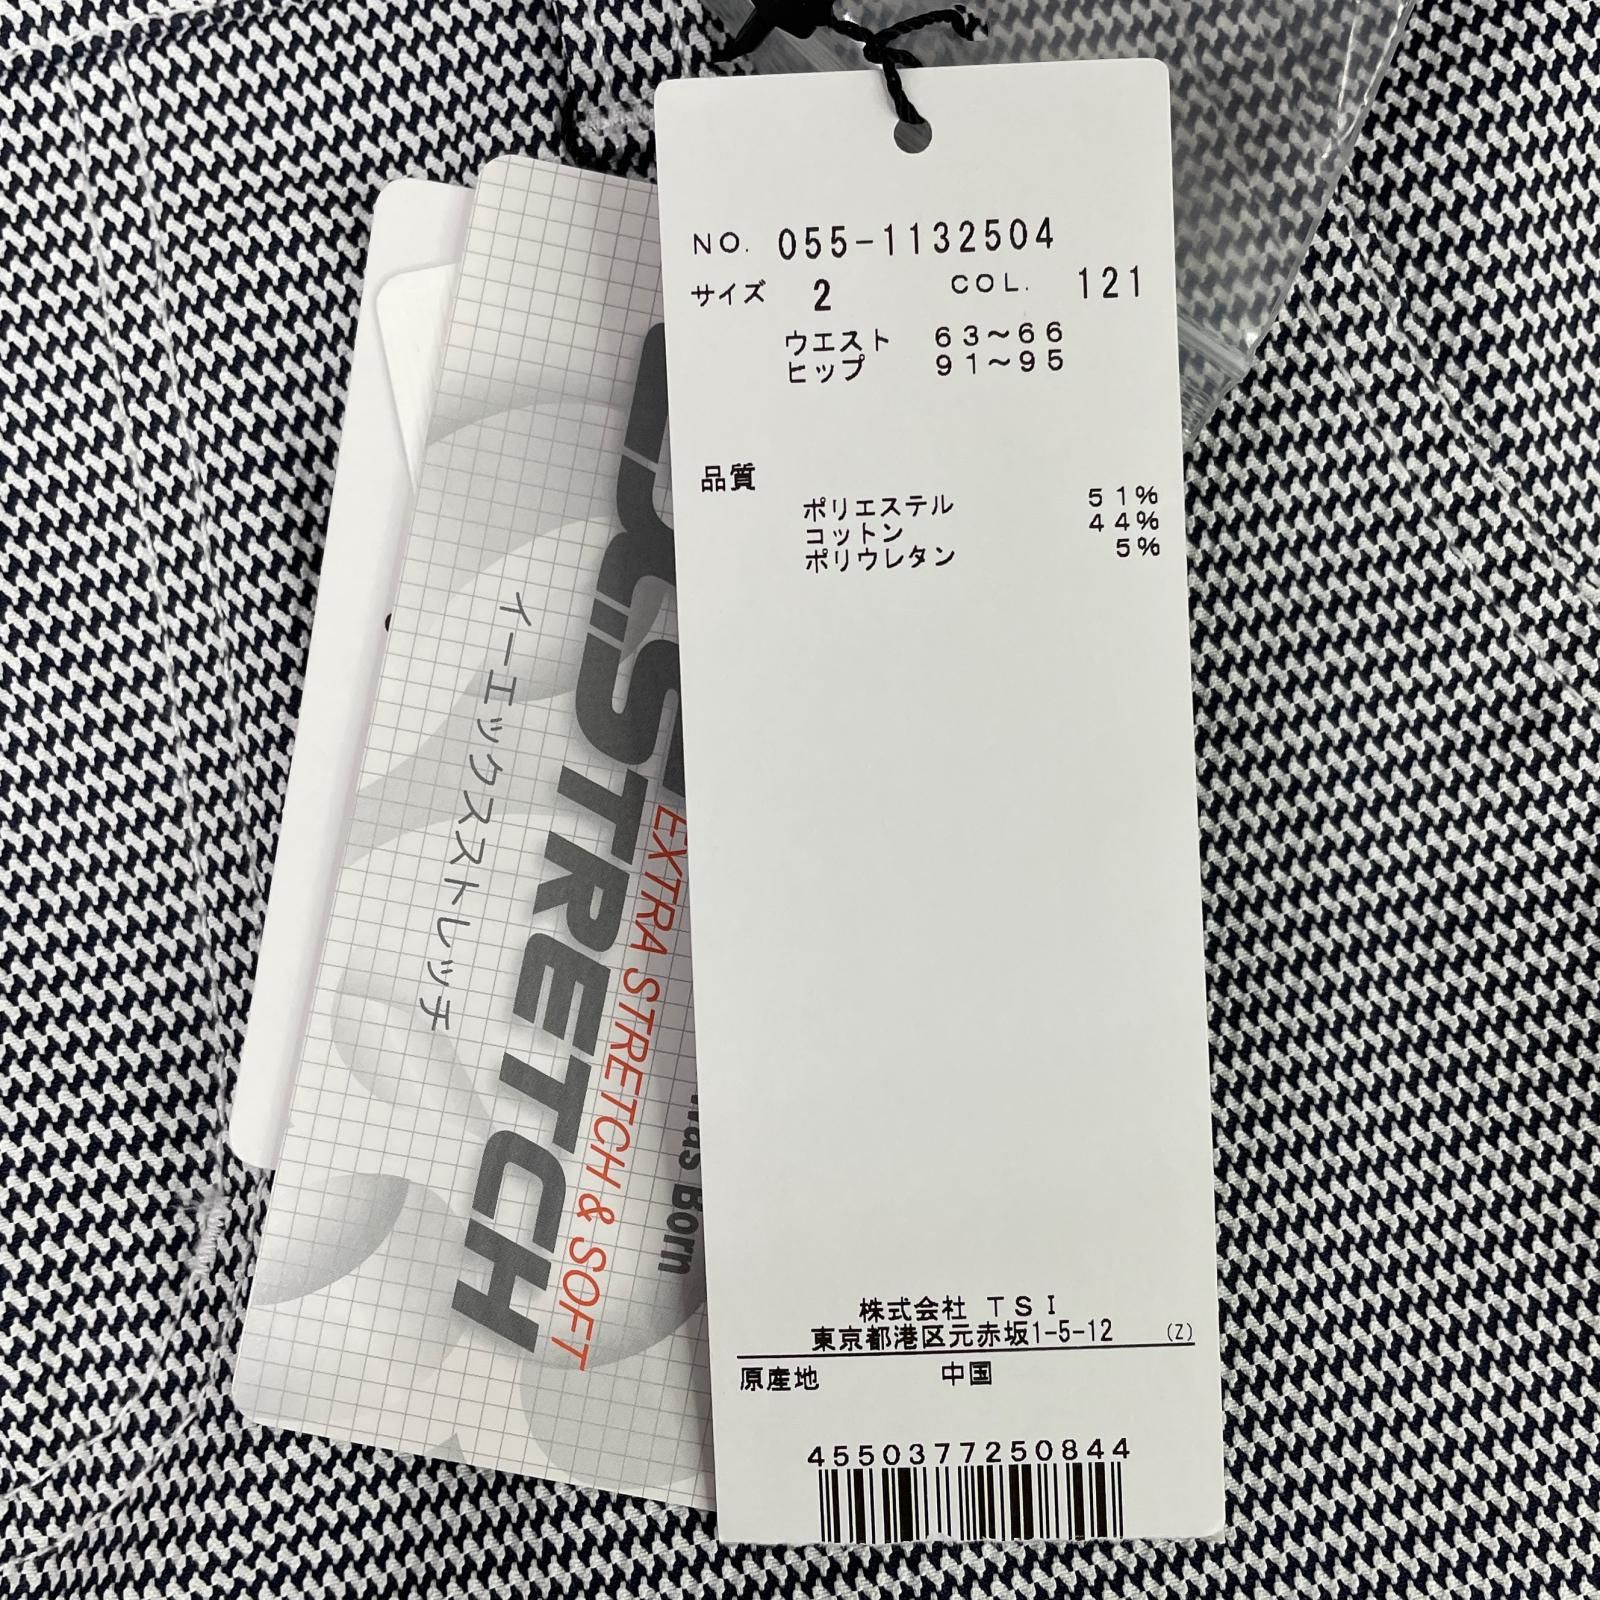 NO. 055-1132504
サイズ 2 COL. 121
ウエスト 63～66
ヒップ 91～95
品質
ポリエステル 51%
コットン 44%
ポリウレタン 5%
株式会社 TSI
東京都港区元赤坂1-5-12 (Z)
原産地 中国
4550377250844
STRETCH
EXTRA STRETCH & SOFT
イーエックスストレッチ
Born